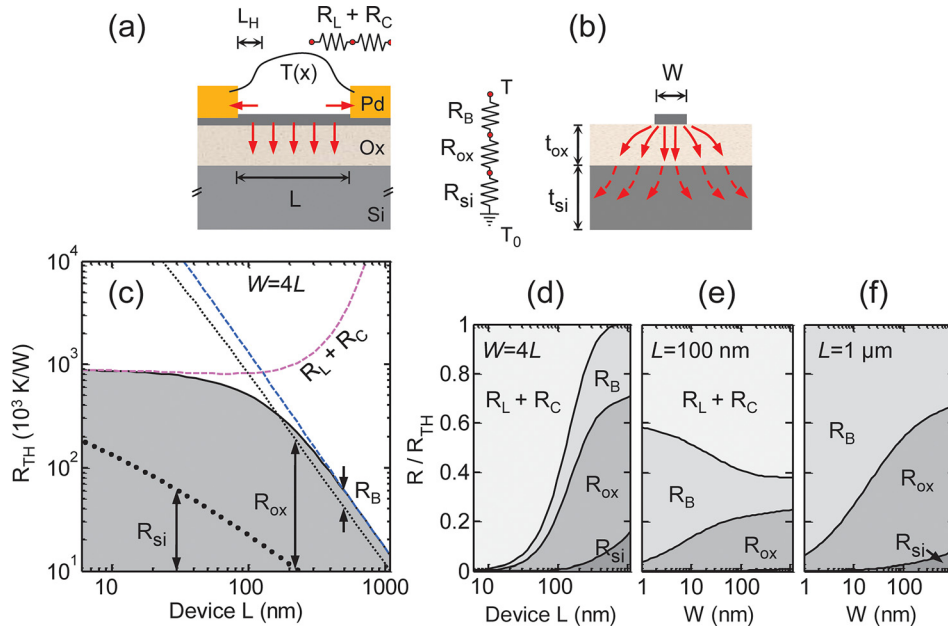 (a)
L_H
R_L + R_C
T(x)
Pd
Ox
L
Si
T
R_B
R_ox
R_si
T_0
(b)
W
t_ox
t_si
(c)
W=4L
R_L + R_C
R_B
R_ox
R_si
R_TH (10^3 K/W)
10^4
10^3
10^2
10^1
10
100
1000
Device L (nm)
(d)
W=4L
R_L + R_C
R_B
R_ox
R_si
R / R_TH
1
0.8
0.6
0.4
0.2
0
10
100
Device L (nm)
(e)
L=100 nm
R_L + R_C
R_B
R_ox
1
10
100
W (nm)
(f)
L=1 μm
R_B
R_ox
R_si
1
10
100
W (nm)